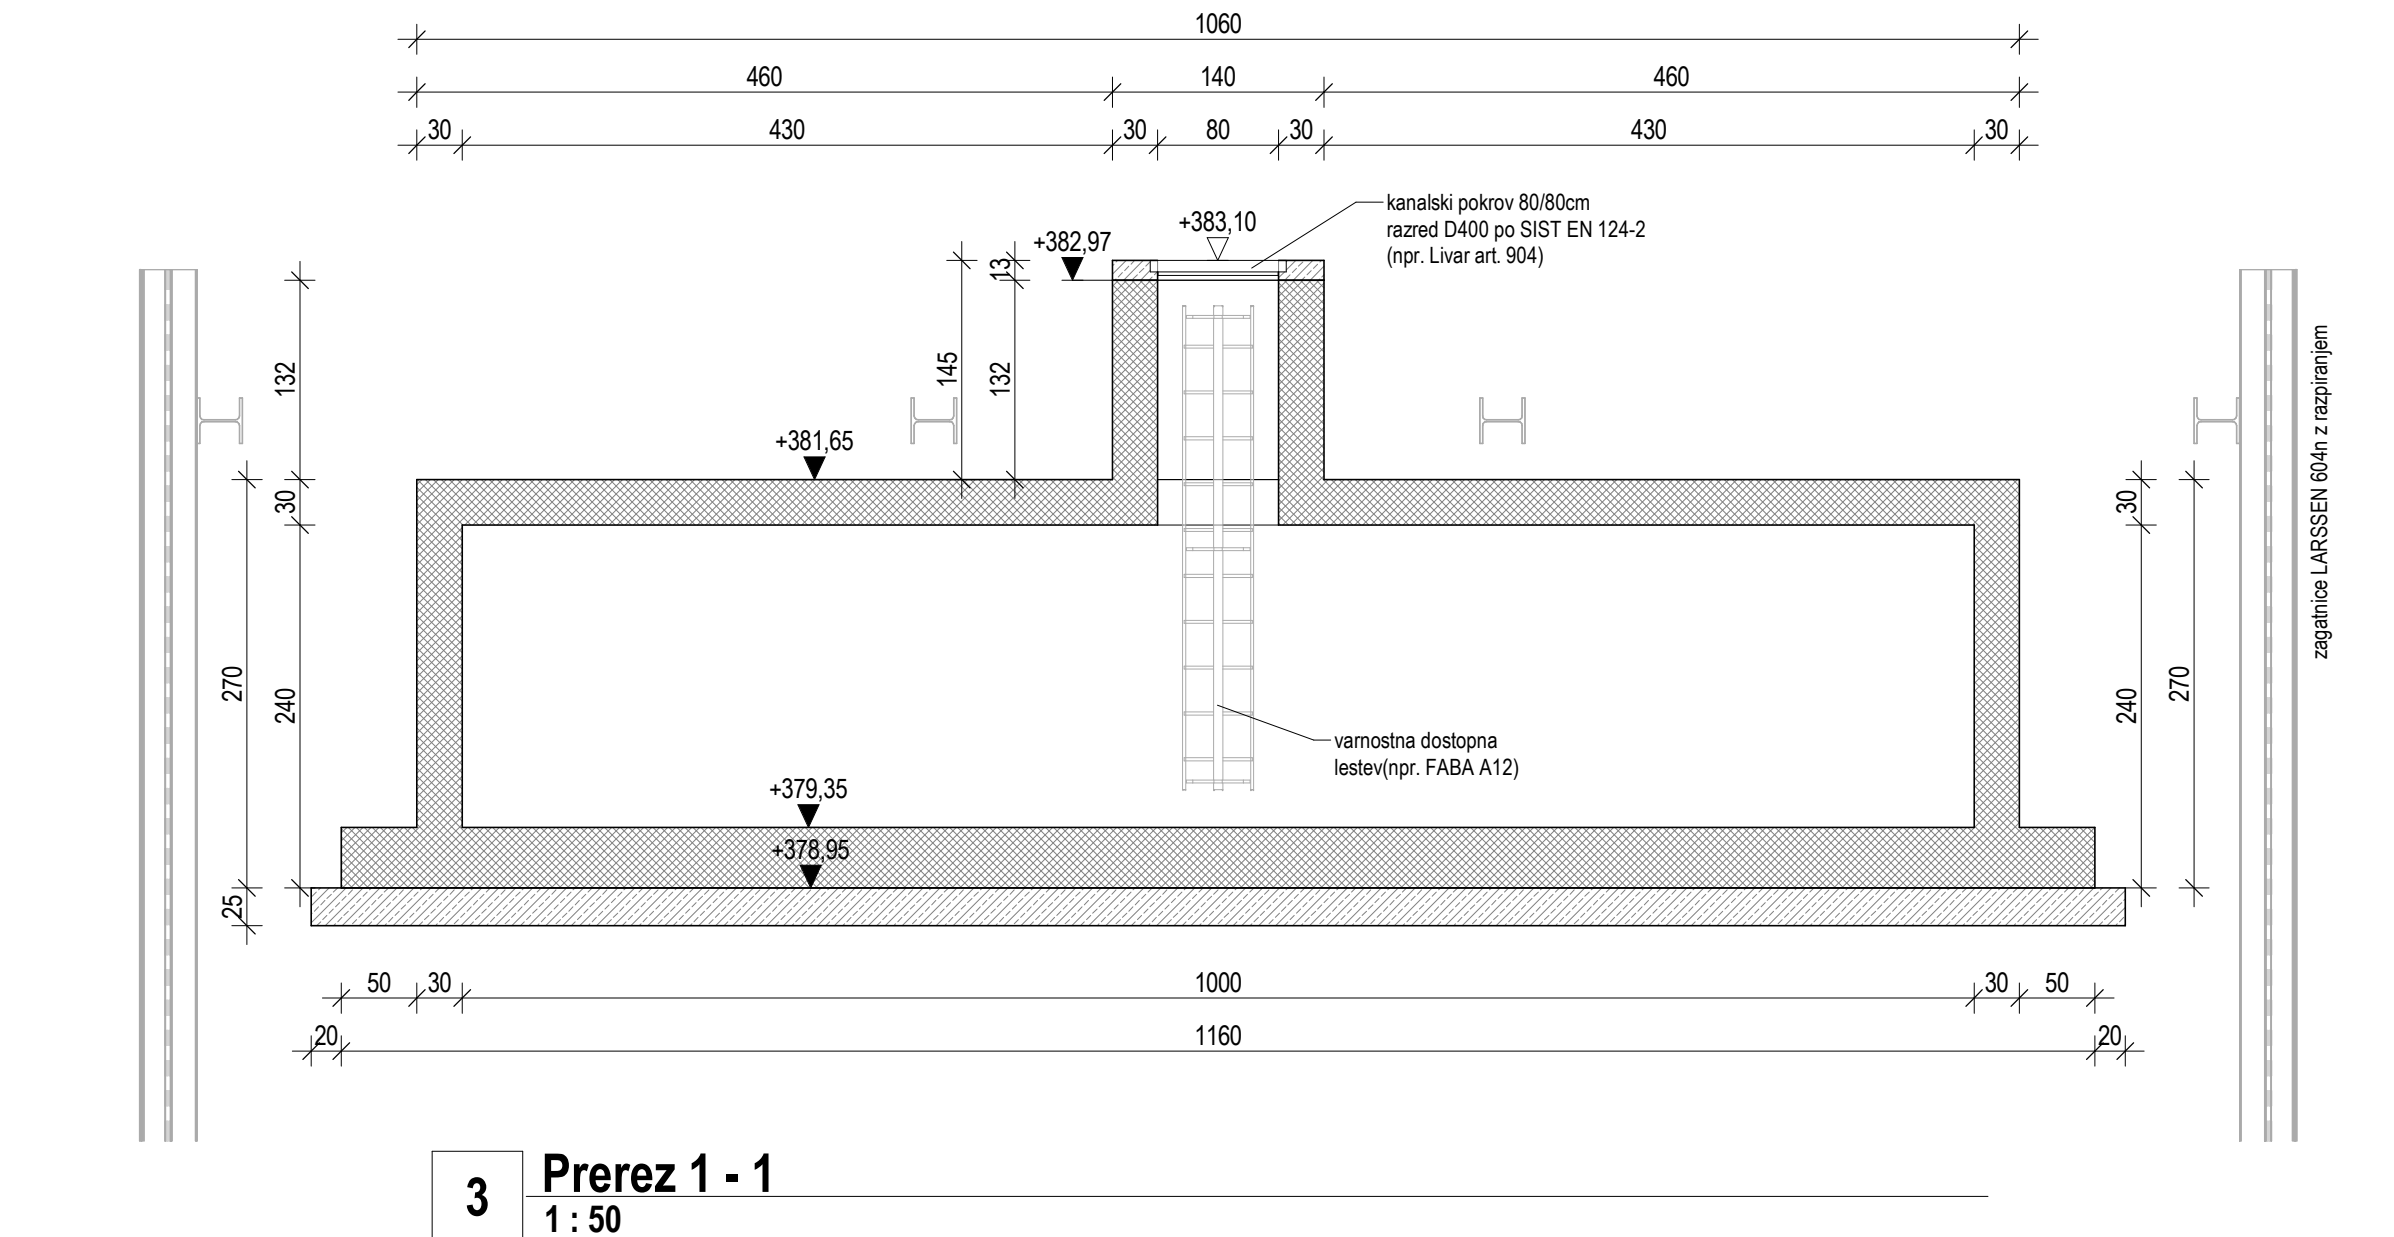 1060
460 140 460
30 430 30 80 30 430 30
kanalski pokrov 80/80cm
razred D400 po SIST EN 124-2
(npr. Livar art. 904)
+383,10
+382,97
13
145
132
132
+381,65
30
30
270
240
240
270
zagatnice LARSSEN 604n z razpiranjem
varnostna dostopna
lestev(npr. FABA A12)
+379,35
+378,95
25
50 30 1000 30 50
20 1160 20
3
Prerez 1 - 1
1 : 50